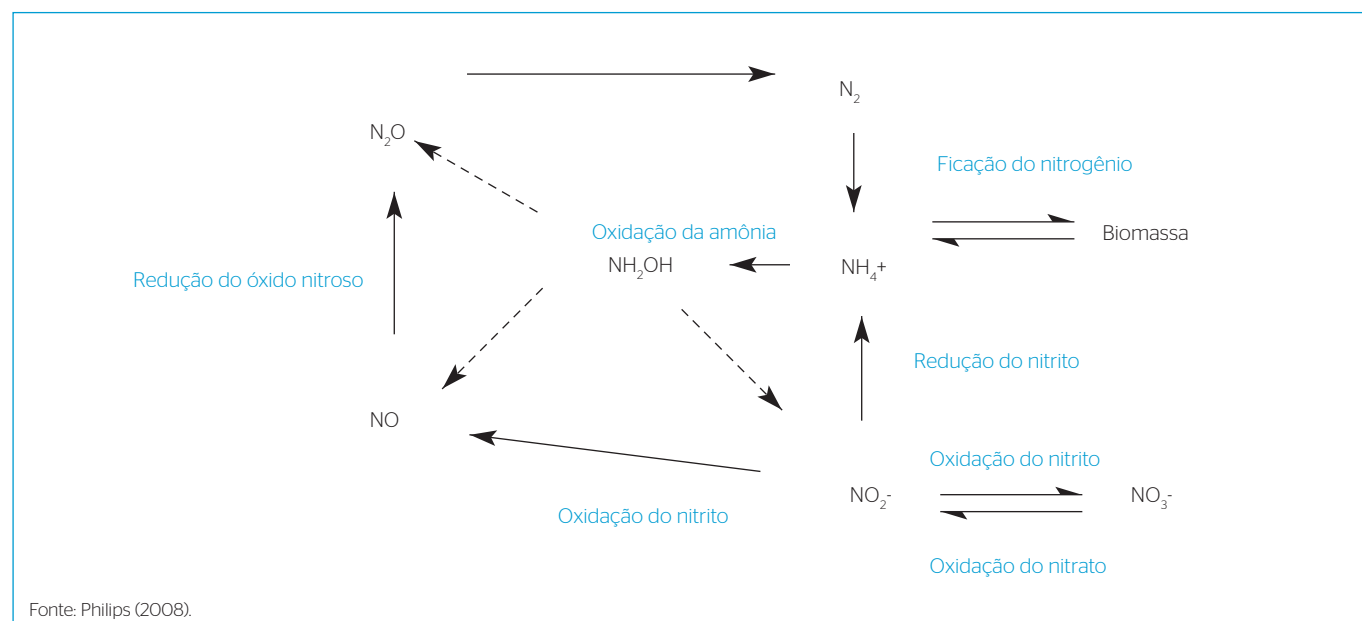 N₂
N₂O
Ficação do nitrogênio
Oxidação da amônia
Biomassa
NH₂OH
NH₄+
Redução do óxido nitroso
Redução do nitrito
NO
Oxidação do nitrito
NO₂-
NO₃-
Oxidação do nitrito
Oxidação do nitrato
Fonte: Philips (2008).